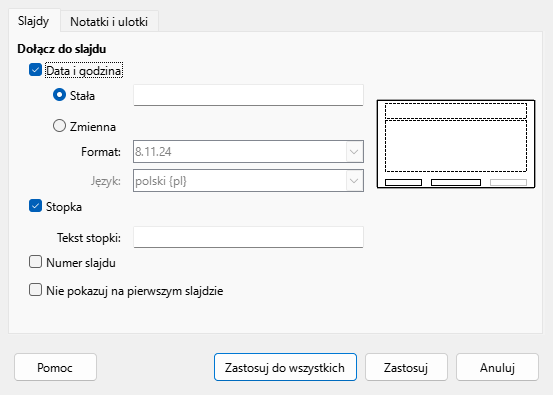 Slajdy Notatki i ulotki
Dołącz do slajdu
Data i godzina
Stała
Zmienna
Format: 8.11.24
Język: polski {pl}
Stopka
Tekst stopki:
Numer slajdu
Nie pokazuj na pierwszym slajdzie
Pomoc Zastosuj do wszystkich Zastosuj Anuluj